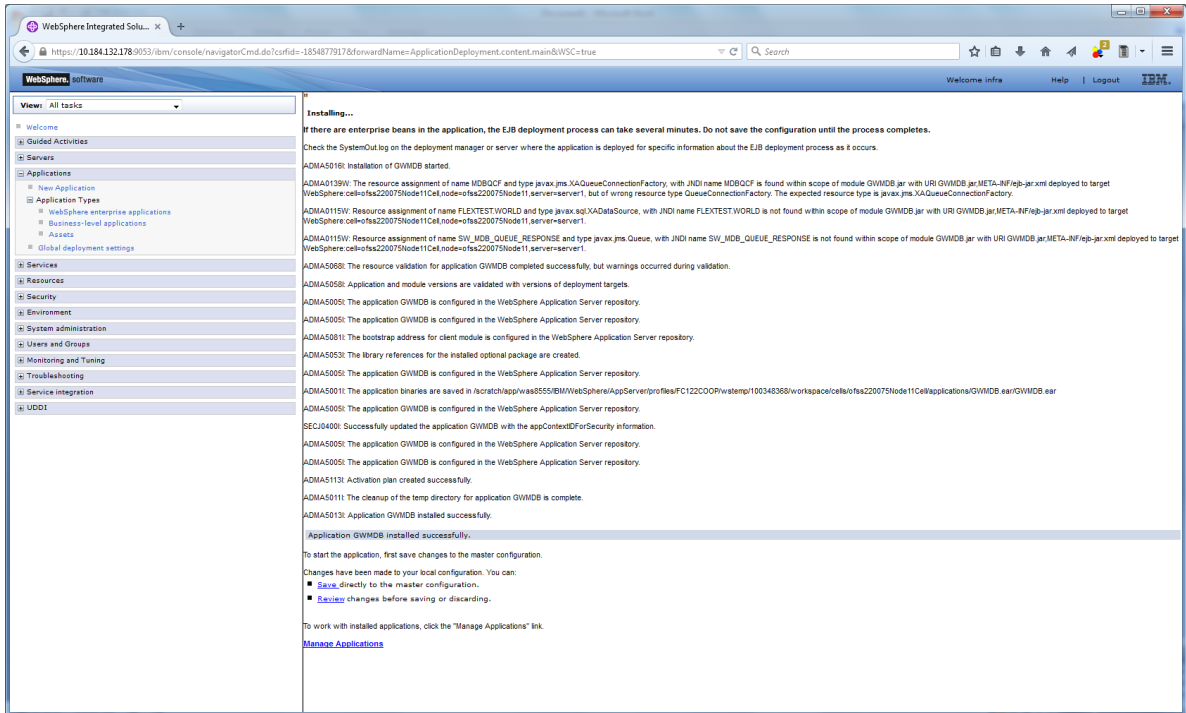 WebSphere Integrated Solu... × +
https://10.184.132.178:9053/ibm/console/navigatorCmd.do?csrfid=-1854877917&forwardName=ApplicationDeployment.content.main&WSC=true
Search
2
WebSphere. software
Welcome infra Help | Logout IBM.
View: All tasks
Welcome
Guided Activities
Servers
Applications
New Application
Application Types
WebSphere enterprise applications
Business-level applications
Assets
Global deployment settings
Services
Resources
Security
Environment
System administration
Users and Groups
Monitoring and Tuning
Troubleshooting
Service integration
UDDI
Installing...
If there are enterprise beans in the application, the EJB deployment process can take several minutes. Do not save the configuration until the process completes.
Check the SystemOut.log on the deployment manager or server where the application is deployed for specific information about the EJB deployment process as it occurs.
ADMA5016I: Installation of GWMDB started.
ADMA0139W: The resource assignment of name MDBQCF and type javax.jms.XAQueueConnectionFactory, with JNDI name MDBQCF is found within scope of module GWMDB.jar with URI GWMDB.jar,META-INF/ejb-jar.xml deployed to target
WebSphere:cell=ofss220075Node11Cell,node=ofss220075Node11,server=server1, but of wrong resource type QueueConnectionFactory. The expected resource type is javax.jms.XAQueueConnectionFactory.
ADMA0115W: Resource assignment of name FLEXTEST.WORLD and type javax.sql.XADataSource, with JNDI name FLEXTEST.WORLD is not found within scope of module GWMDB.jar with URI GWMDB.jar,META-INF/ejb-jar.xml deployed to target
WebSphere:cell=ofss220075Node11Cell,node=ofss220075Node11,server=server1.
ADMA0115W: Resource assignment of name SW_MDB_QUEUE_RESPONSE and type javax.jms.Queue, with JNDI name SW_MDB_QUEUE_RESPONSE is not found within scope of module GWMDB.jar with URI GWMDB.jar,META-INF/ejb-jar.xml deployed to target
WebSphere:cell=ofss220075Node11Cell,node=ofss220075Node11,server=server1.
ADMA5068I: The resource validation for application GWMDB completed successfully, but warnings occurred during validation.
ADMA5058I: Application and module versions are validated with versions of deployment targets.
ADMA5005I: The application GWMDB is configured in the WebSphere Application Server repository.
ADMA5005I: The application GWMDB is configured in the WebSphere Application Server repository.
ADMA5081I: The bootstrap address for client module is configured in the WebSphere Application Server repository.
ADMA5053I: The library references for the installed optional package are created.
ADMA5005I: The application GWMDB is configured in the WebSphere Application Server repository.
ADMA5001I: The application binaries are saved in /scratch/app/was8555/IBM/WebSphere/AppServer/profiles/FC122COOP/wstemp/100348368/workspace/cells/ofss220075Node11Cell/applications/GWMDB.ear/GWMDB.ear
ADMA5005I: The application GWMDB is configured in the WebSphere Application Server repository.
SECJ0400I: Successfully updated the application GWMDB with the appContextIDForSecurity information.
ADMA5005I: The application GWMDB is configured in the WebSphere Application Server repository.
ADMA5005I: The application GWMDB is configured in the WebSphere Application Server repository.
ADMA5113I: Activation plan created successfully.
ADMA5011I: The cleanup of the temp directory for application GWMDB is complete.
ADMA5013I: Application GWMDB installed successfully.
Application GWMDB installed successfully.
To start the application, first save changes to the master configuration.
Changes have been made to your local configuration. You can:
Save directly to the master configuration.
Review changes before saving or discarding.
To work with installed applications, click the "Manage Applications" link.
Manage Applications